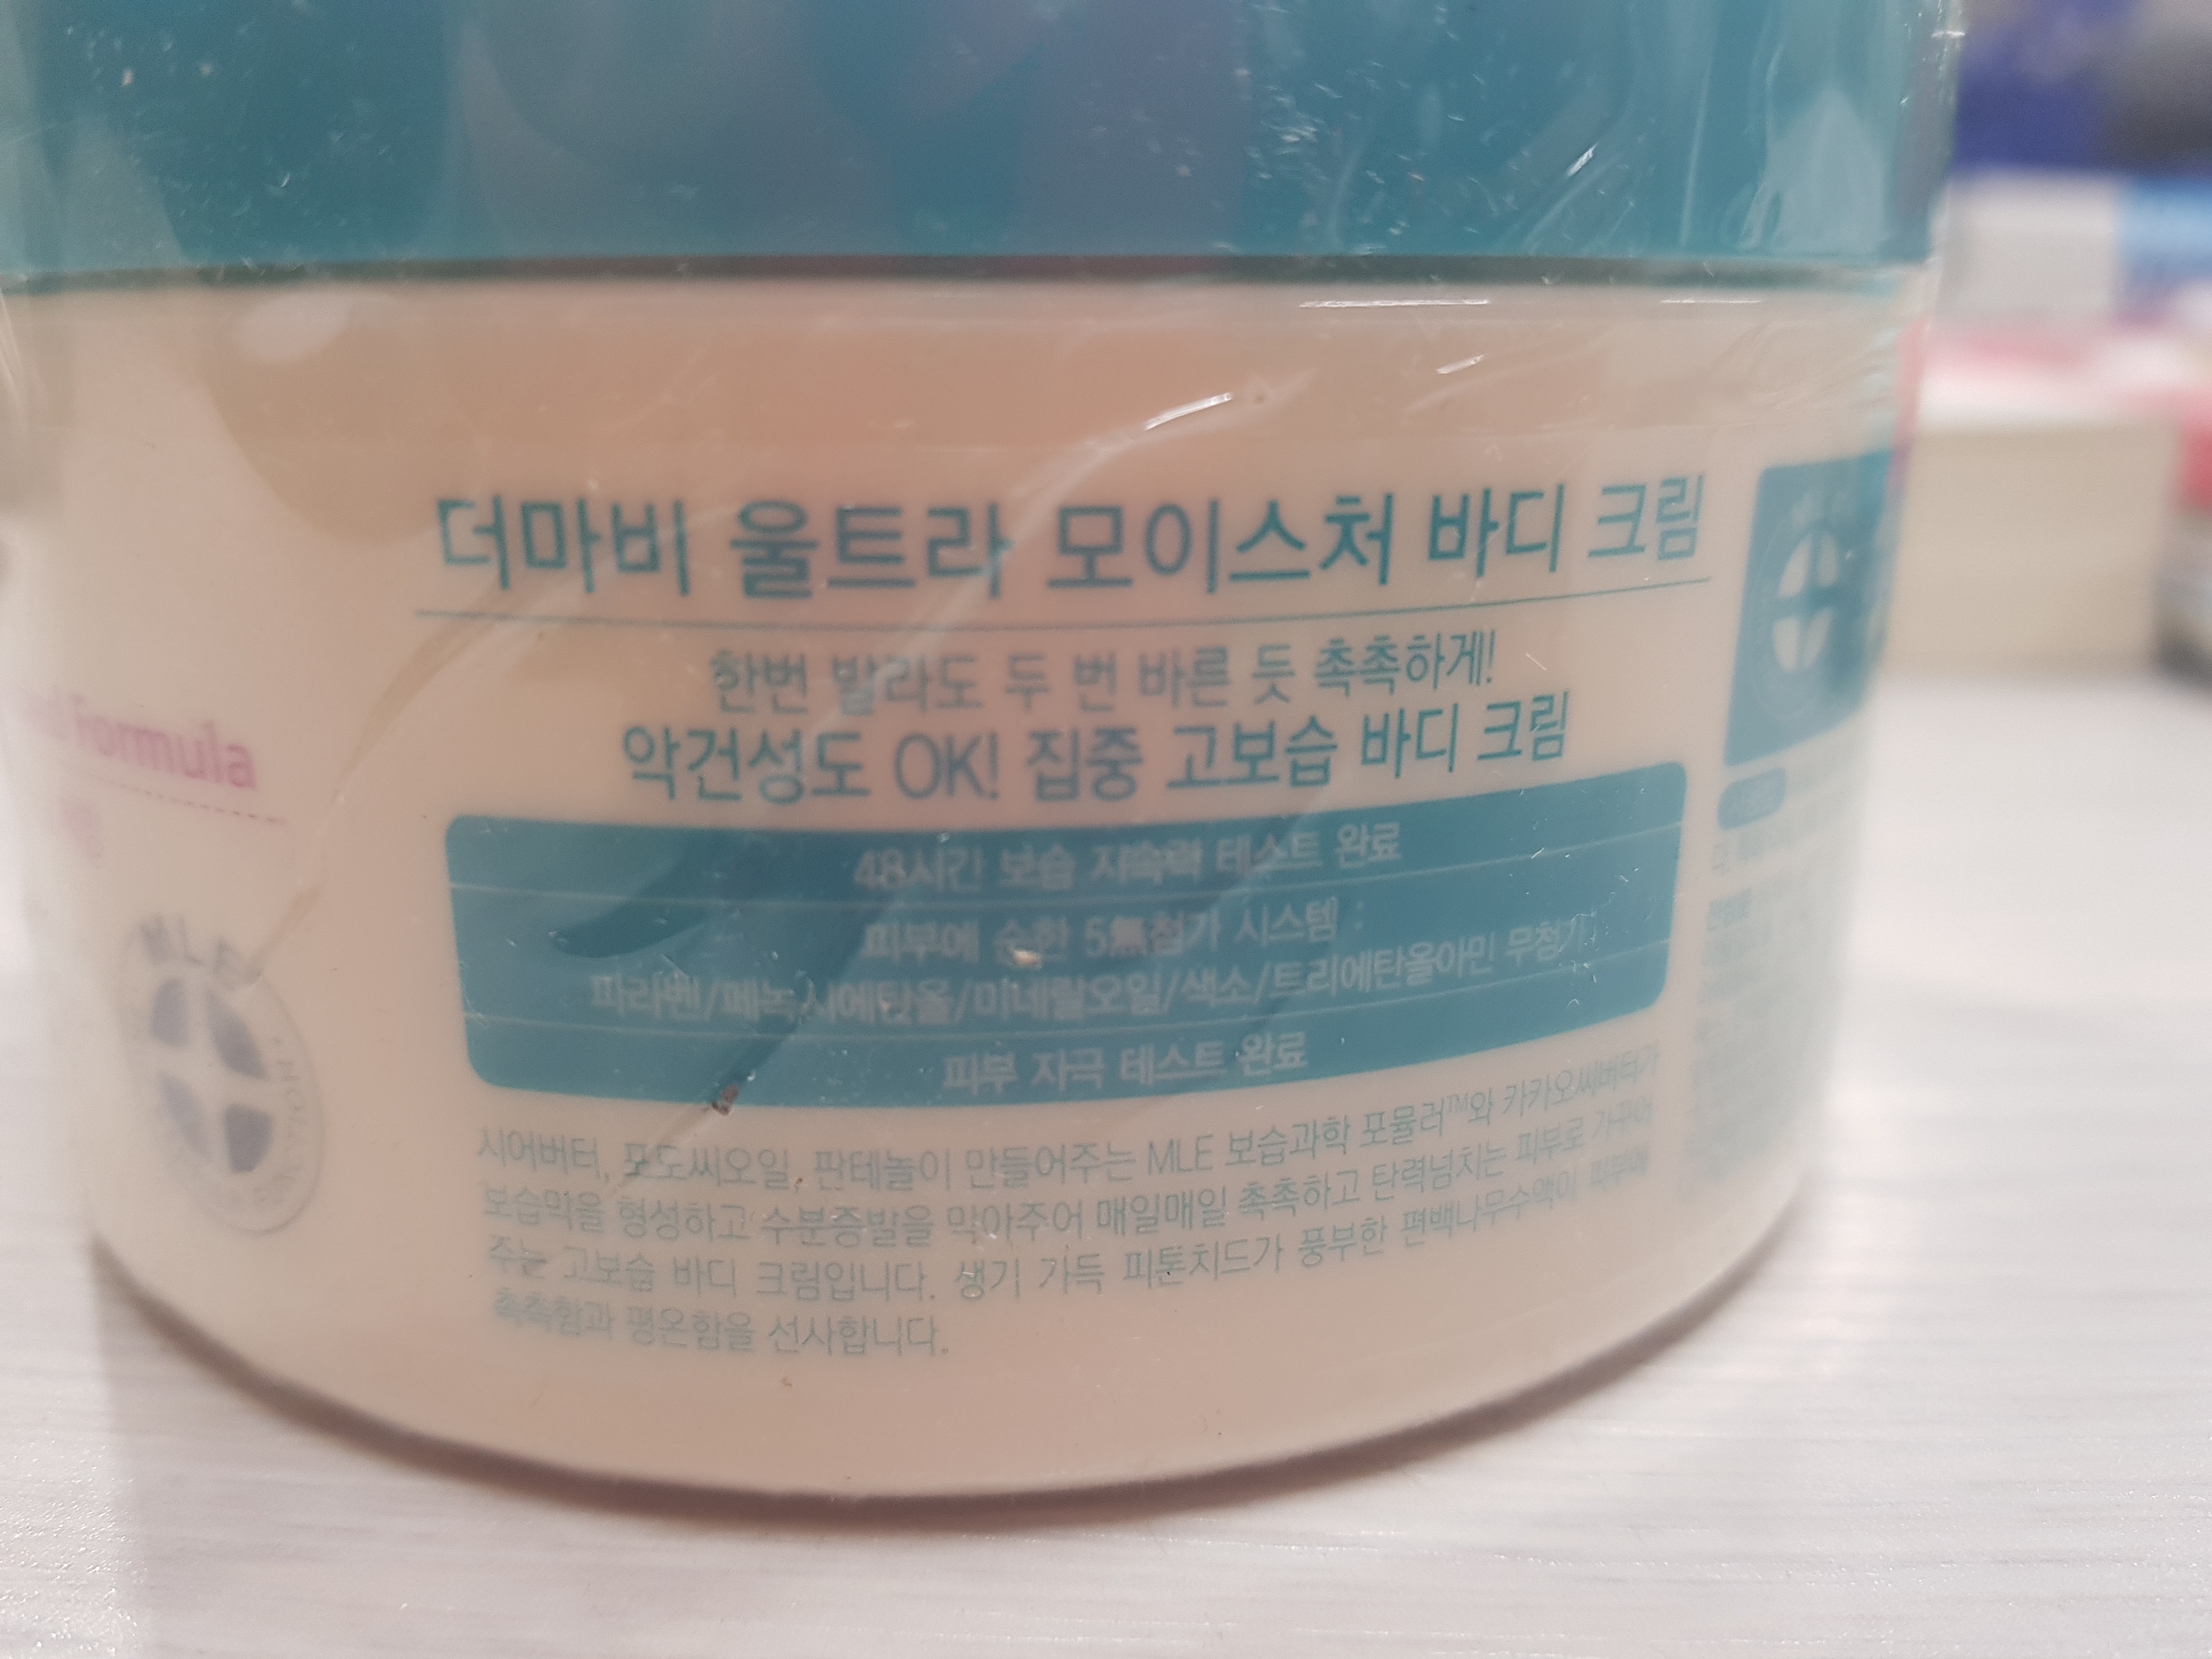 더마비 울트라 모이스처 바디 크림
한번 발라도 두 번 바른 듯 촉촉하게!
악건성도 OK! 집중 고보습 바디 크림
48시간 보습 지속력 테스트 완료
피부에 순한 5無첨가 시스템 :
파라벤/페녹시에탄올/미네랄오일/색소/트리에탄올아민 무첨가
피부 자극 테스트 완료
시어버터, 포도씨오일, 판테놀이 만들어주는 MLE 보습과학 포뮬러™와 카카오씨버터가
보습막을 형성하고 수분증발을 막아주어 매일매일 촉촉하고 탄력넘치는 피부로 가꾸어
주는 고보습 바디 크림입니다. 생기 가득 피톤치드가 풍부한 편백나무수액이 피부에
촉촉함과 평온함을 선사합니다.
Formula
MLE